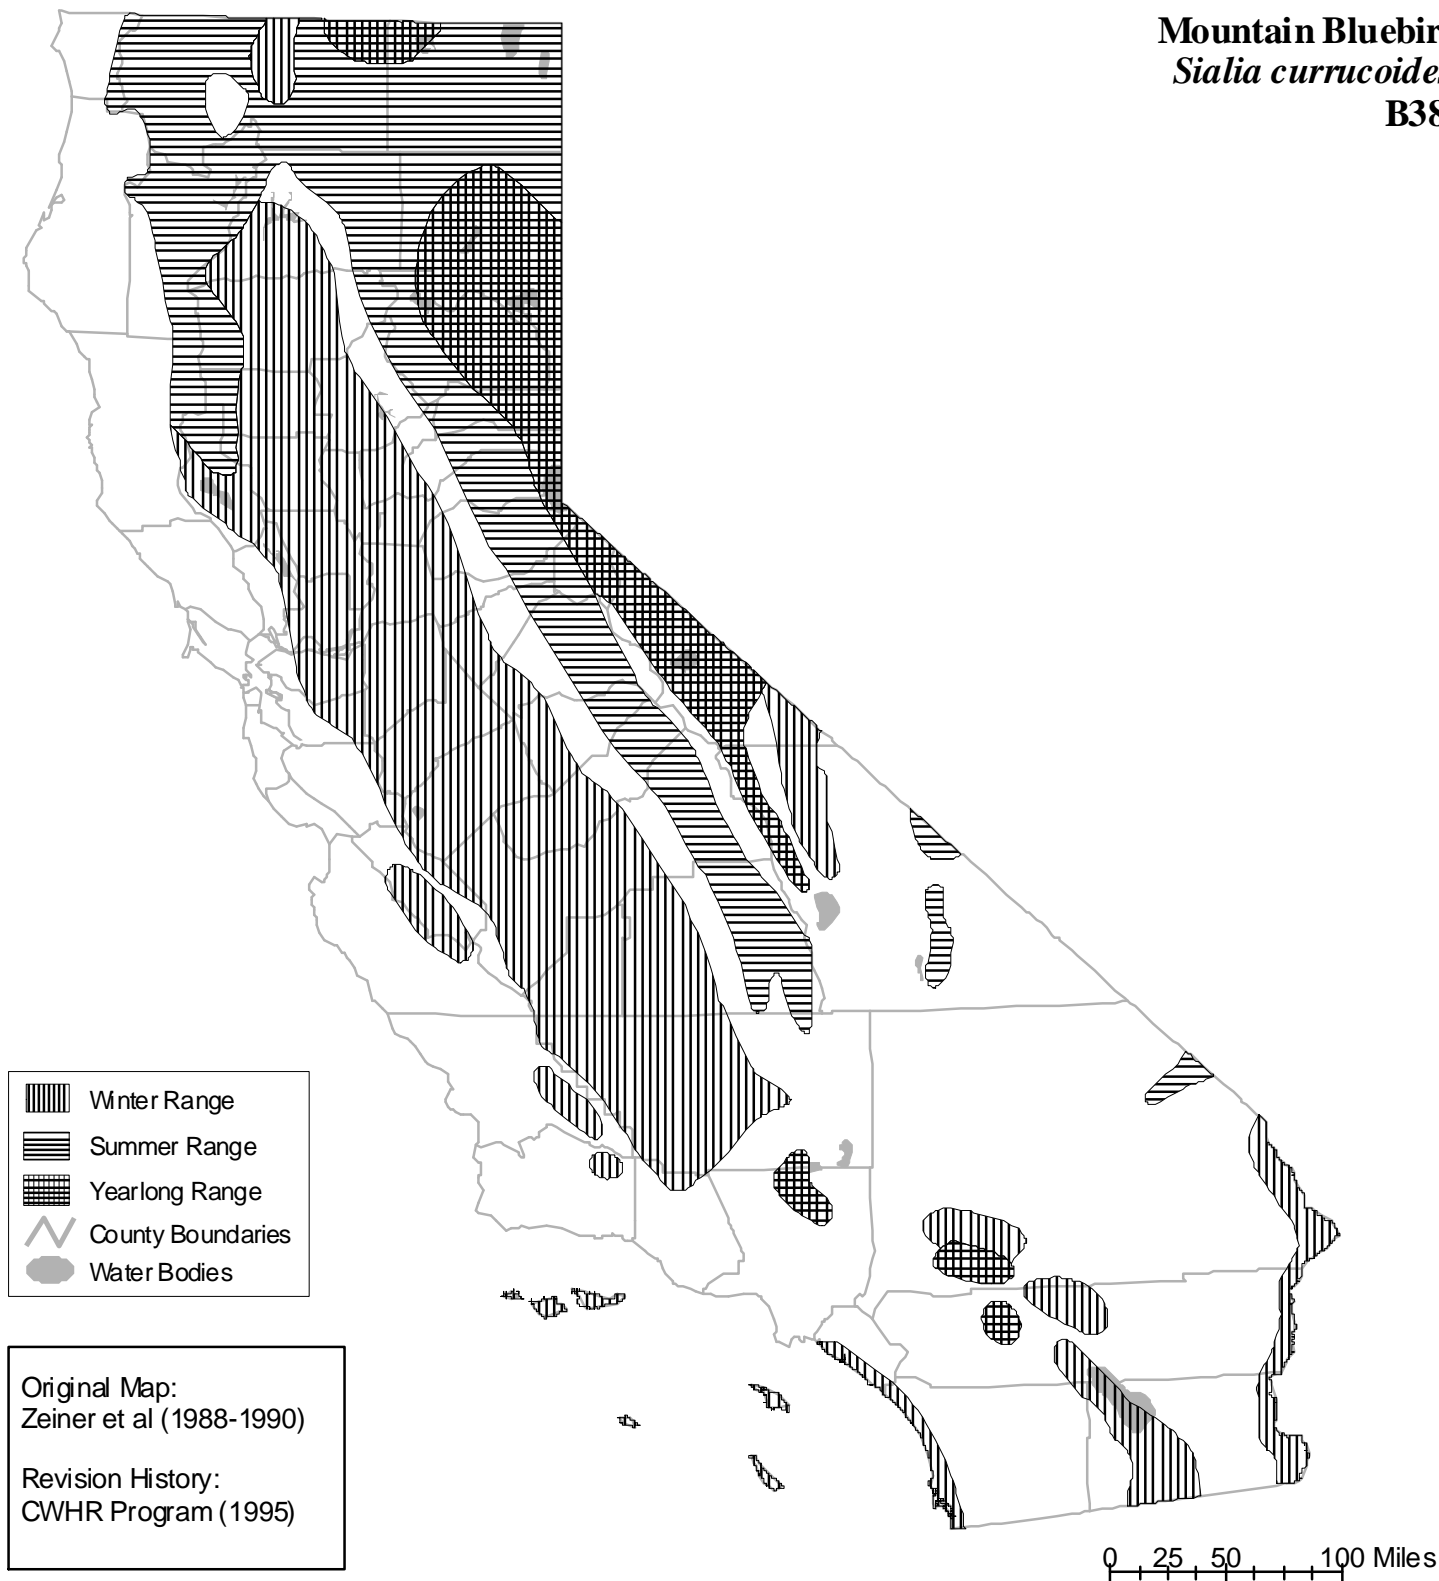 Mountain Bluebir
Sialia currucoide
B38
Winter Range
Summer Range
Yearlong Range
County Boundaries
Water Bodies
Original Map:
Zeiner et al (1988-1990)
Revision History:
CWHR Program (1995)
0 25 50 100 Miles